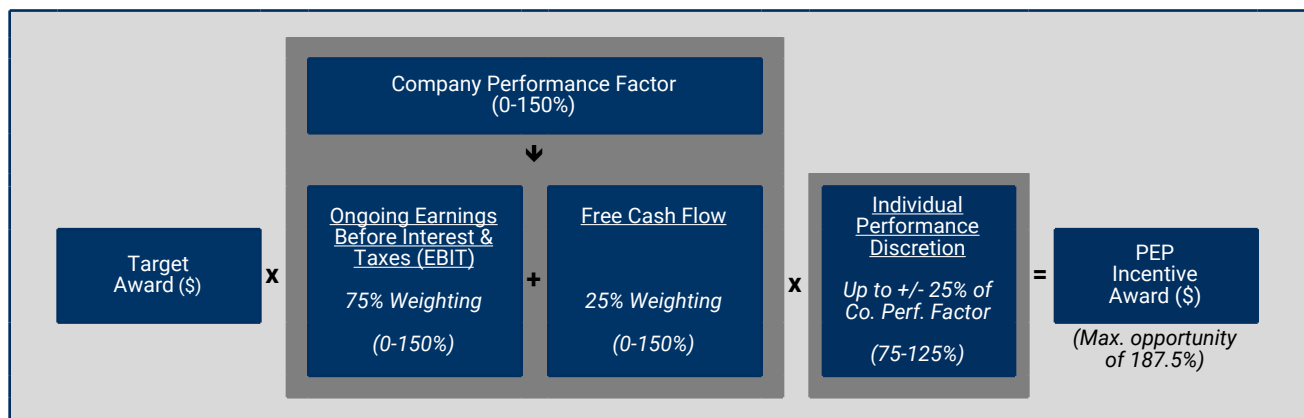 Company Performance Factor
(0-150%)
Target
Award ($)
x
Ongoing Earnings
Before Interest &
Taxes (EBIT)
75% Weighting
(0-150%)
+
Free Cash Flow
25% Weighting
(0-150%)
x
Individual
Performance
Discretion
Up to +/- 25% of
Co. Perf. Factor
(75-125%)
=
PEP
Incentive
Award ($)
(Max. opportunity
of 187.5%)